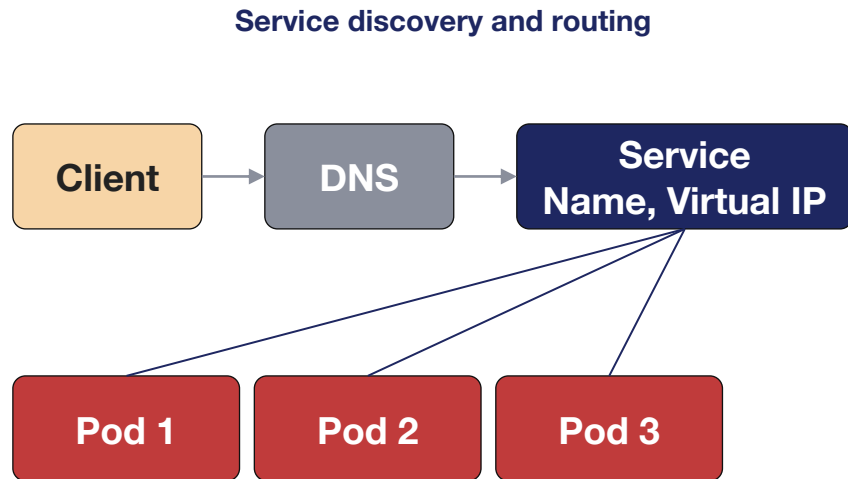 Service discovery and routing
Client
DNS
Service
Name, Virtual IP
Pod 1
Pod 2
Pod 3